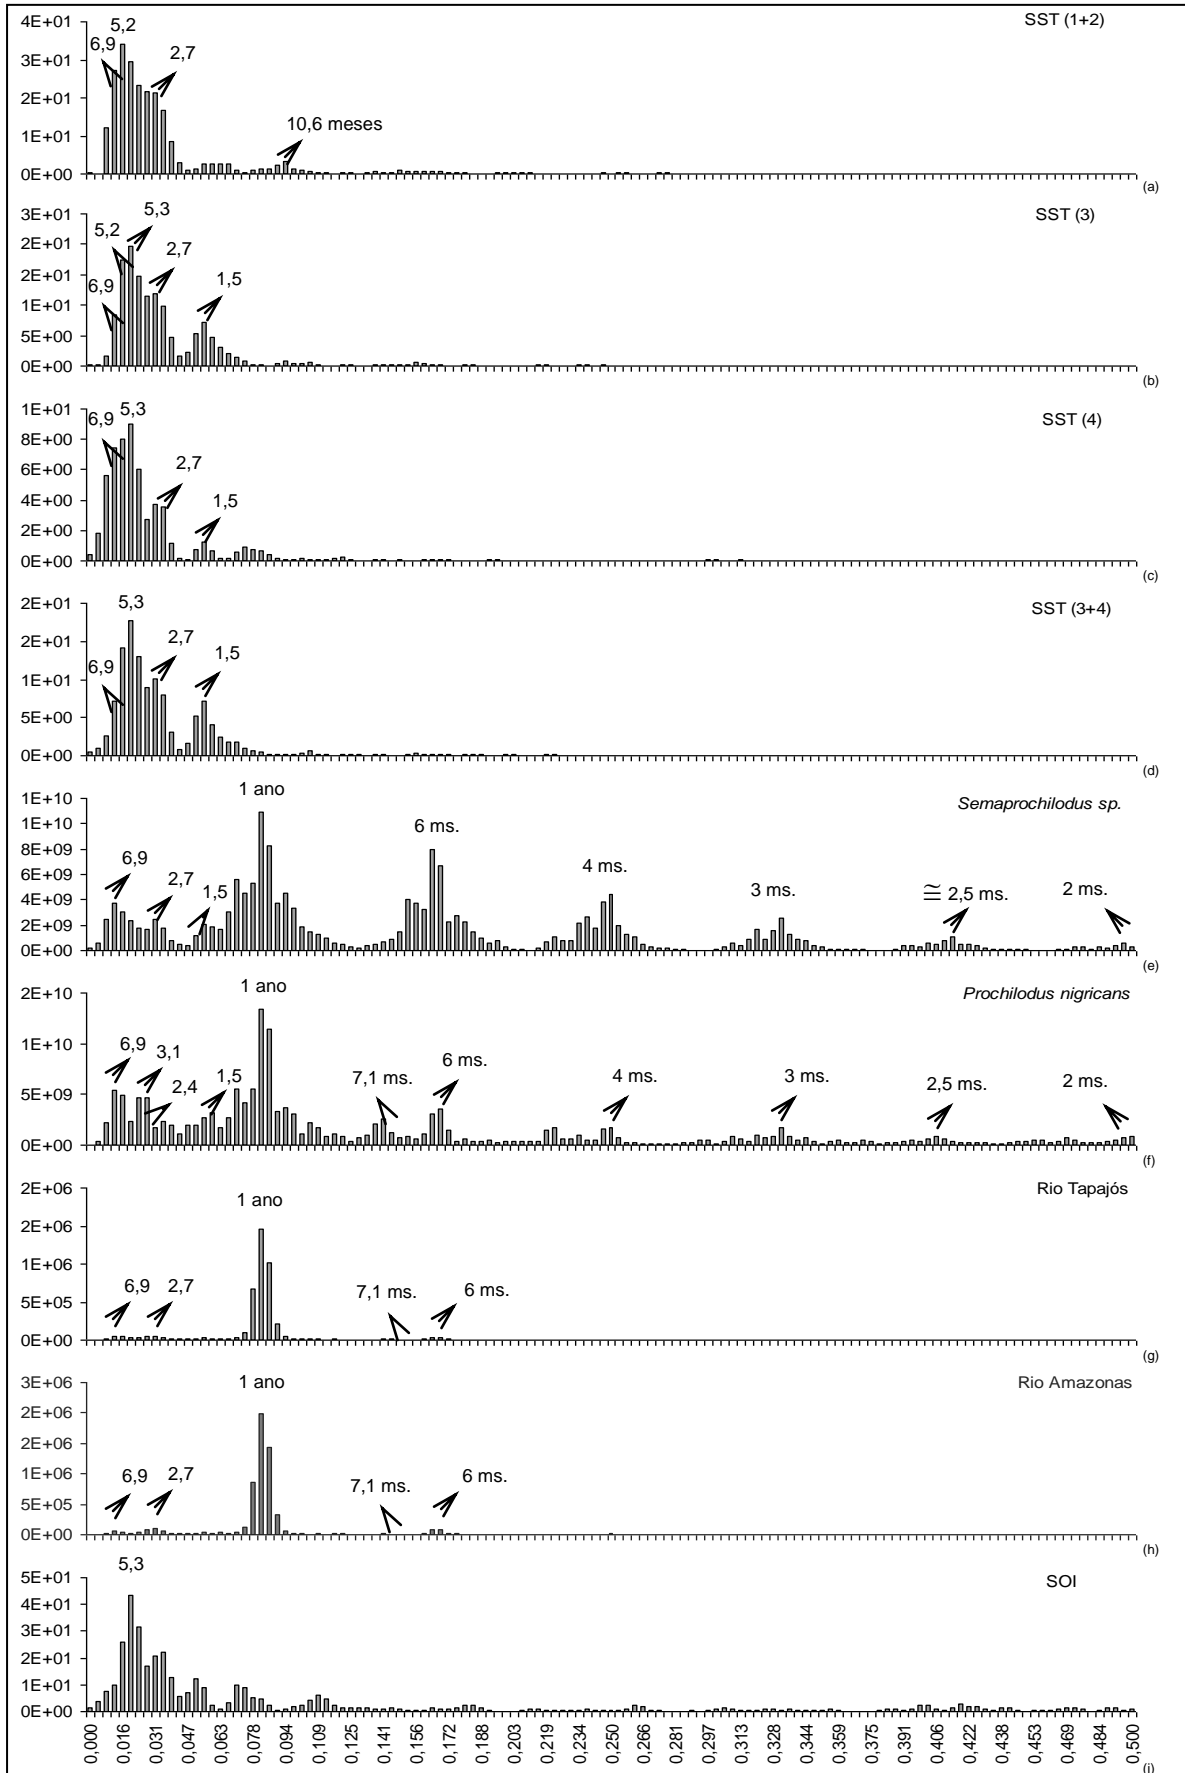 SST (1+2)
4E+01
3E+01
2E+01
1E+01
0E+00
6,9
5,2
2,7
10,6 meses
(a)
SST (3)
3E+01
2E+01
2E+01
1E+01
5E+00
0E+00
6,9
5,2
5,3
2,7
1,5
(b)
SST (4)
1E+01
8E+00
6E+00
4E+00
2E+00
0E+00
6,9
5,3
2,7
1,5
(c)
SST (3+4)
2E+01
2E+01
1E+01
5E+00
0E+00
6,9
5,3
2,7
1,5
(d)
Semaprochilodus sp.
1E+10
1E+10
8E+09
6E+09
4E+09
2E+09
0E+00
6,9
2,7
1,5
1 ano
6 ms.
4 ms.
3 ms.
≅ 2,5 ms.
2 ms.
(e)
Prochilodus nigricans
2E+10
1E+10
5E+09
0E+00
6,9
3,1
2,4
1,5
1 ano
7,1 ms.
6 ms.
4 ms.
3 ms.
2,5 ms.
2 ms.
(f)
Rio Tapajós
2E+06
2E+06
1E+06
5E+05
0E+00
6,9
2,7
1 ano
7,1 ms.
6 ms.
(g)
Rio Amazonas
3E+06
2E+06
2E+06
1E+06
5E+05
0E+00
6,9
2,7
1 ano
7,1 ms.
6 ms.
(h)
SOI
5E+01
4E+01
3E+01
2E+01
1E+01
0E+00
5,3
0,000
0,016
0,031
0,047
0,063
0,078
0,094
0,109
0,125
0,141
0,156
0,172
0,188
0,203
0,219
0,234
0,250
0,266
0,281
0,297
0,313
0,328
0,344
0,359
0,375
0,391
0,406
0,422
0,438
0,453
0,469
0,484
0,500
(i)